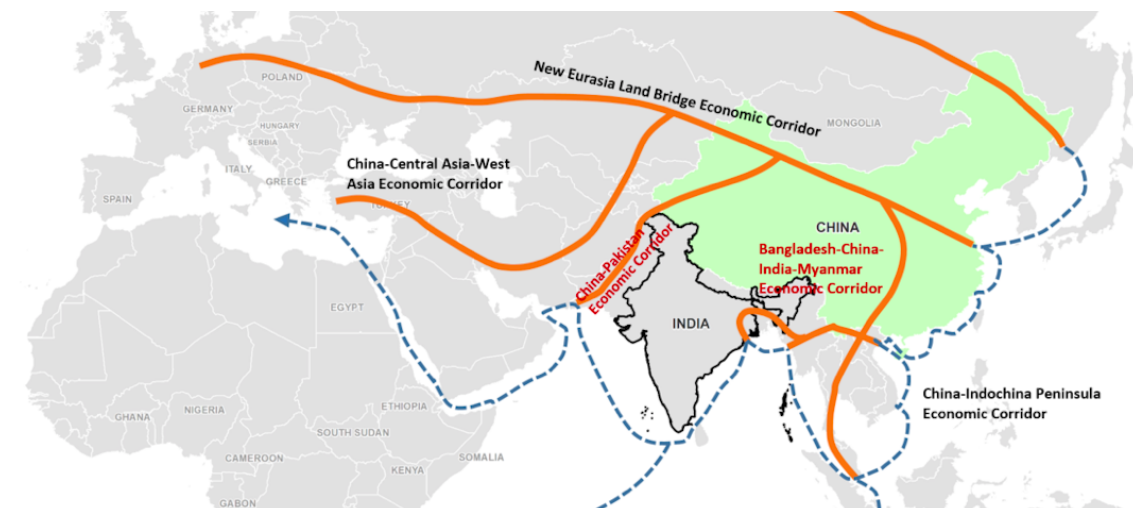 New Eurasia Land Bridge Economic Corridor
POLAND
GERMANY
MONGOLIA
HUNGARY
SERBIA
China-Central Asia-West
Asia Economic Corridor
ITALY
GREECE
SPAIN
TURKEY
CHINA
Bangladesh-China-
India-Myanmar
Economic Corridor
China-Pakistan
Economic Corridor
EGYPT
INDIA
China-Indochina Peninsula
Economic Corridor
NIGERIA
ETHIOPIA
GHANA
SOUTH SUDAN
CAMEROON
SOMALIA
KENYA
GABON